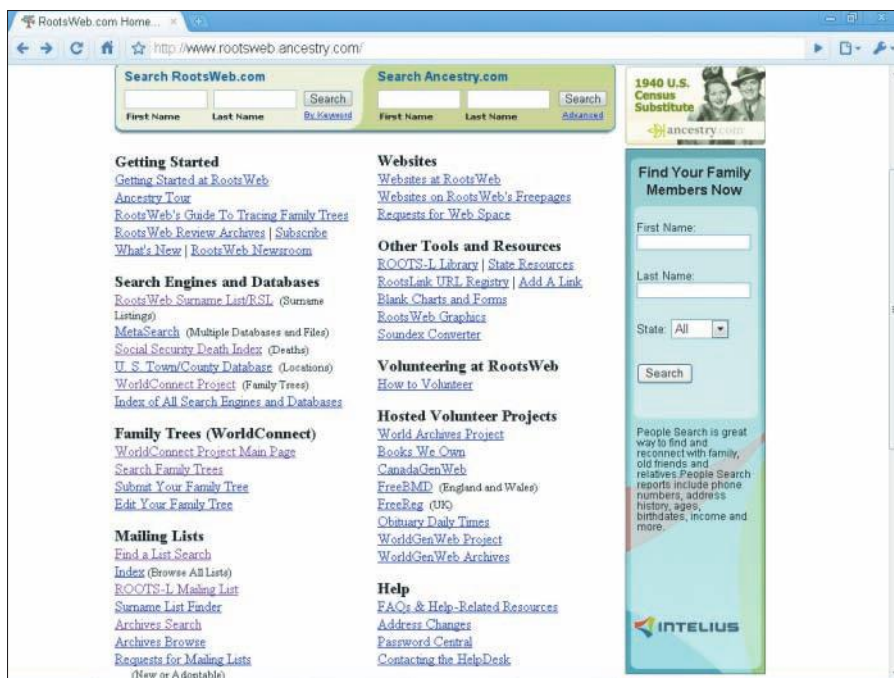 RootsWeb.com Home...
http://www.rootsweb.ancestry.com/
Search RootsWeb.com
Search
First Name Last Name By Keyword
Search Ancestry.com
Search
First Name Last Name Advanced
Getting Started
Getting Started at RootsWeb
Ancestry Tour
RootsWeb's Guide To Tracing Family Trees
RootsWeb Review Archives | Subscribe
What's New | RootsWeb Newsroom
Search Engines and Databases
RootsWeb Surname List/RSL (Surname
Listings)
MetaSearch (Multiple Databases and Files)
Social Security Death Index (Deaths)
U. S. Town/County Database (Locations)
WorldConnect Project (Family Trees)
Index of All Search Engines and Databases
Family Trees (WorldConnect)
WorldConnect Project Main Page
Search Family Trees
Submit Your Family Tree
Edit Your Family Tree
Mailing Lists
Find a List Search
Index (Browse All Lists)
ROOTS-L Mailing List
Surname List Finder
Archives Search
Archives Browse
Requests for Mailing Lists
(New or Adoptable)
Websites
Websites at RootsWeb
Websites on RootsWeb's Freepages
Requests for Web Space
Other Tools and Resources
ROOTS-L Library | State Resources
RootsLink URL Registry | Add A Link
Blank Charts and Forms
RootsWeb Graphics
Soundex Converter
Volunteering at RootsWeb
How to Volunteer
Hosted Volunteer Projects
World Archives Project
Books We Own
CanadaGenWeb
FreeBMD (England and Wales)
FreeReg (UK)
Obituary Daily Times
WorldGenWeb Project
WorldGenWeb Archives
Help
FAQs & Help-Related Resources
Address Changes
Password Central
Contacting the HelpDesk
1940 U.S.
Census
Substitute
ancestry.com
Find Your Family
Members Now
First Name:
Last Name:
State: All
Search
People Search is great
way to find and
reconnect with family,
old friends and
relatives.People Search
reports include phone
numbers, address
history, ages,
birthdates, income and
more.
INTELIUS